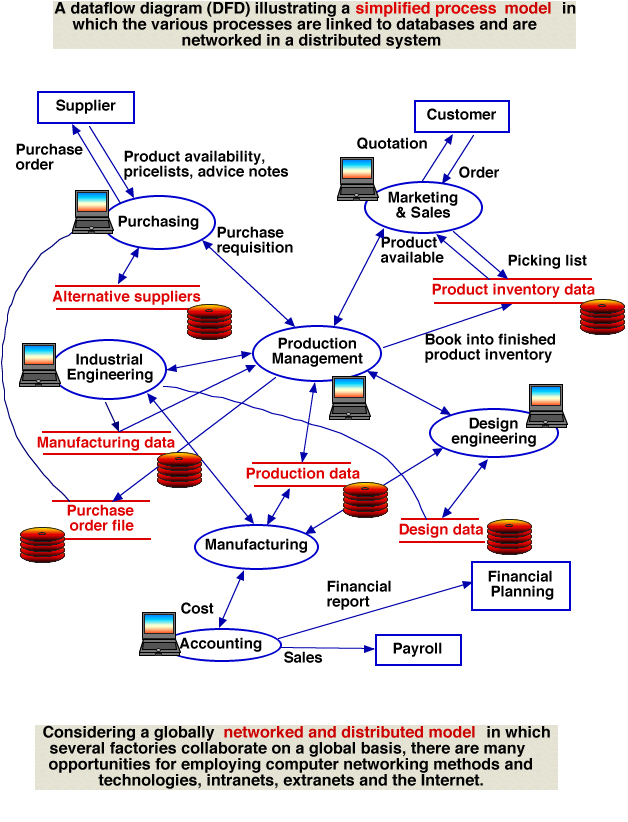 A dataflow diagram (DFD) illustrating a simplified process model in
which the various processes are linked to databases and are
networked in a distributed system
Supplier
Customer
Purchase
order
Product availability,
pricelists, advice notes
Quotation
Order
Purchasing
Marketing
& Sales
Purchase
requisition
Product
available
Picking list
Alternative suppliers
Product inventory data
Production
Management
Book into finished
product inventory
Industrial
Engineering
Design
engineering
Manufacturing data
Production data
Purchase
order file
Design data
Manufacturing
Financial
report
Financial
Planning
Cost
Accounting
Sales
Payroll
Considering a globally networked and distributed model in which
several factories collaborate on a global basis, there are many
opportunities for employing computer networking methods and
technologies, intranets, extranets and the Internet.